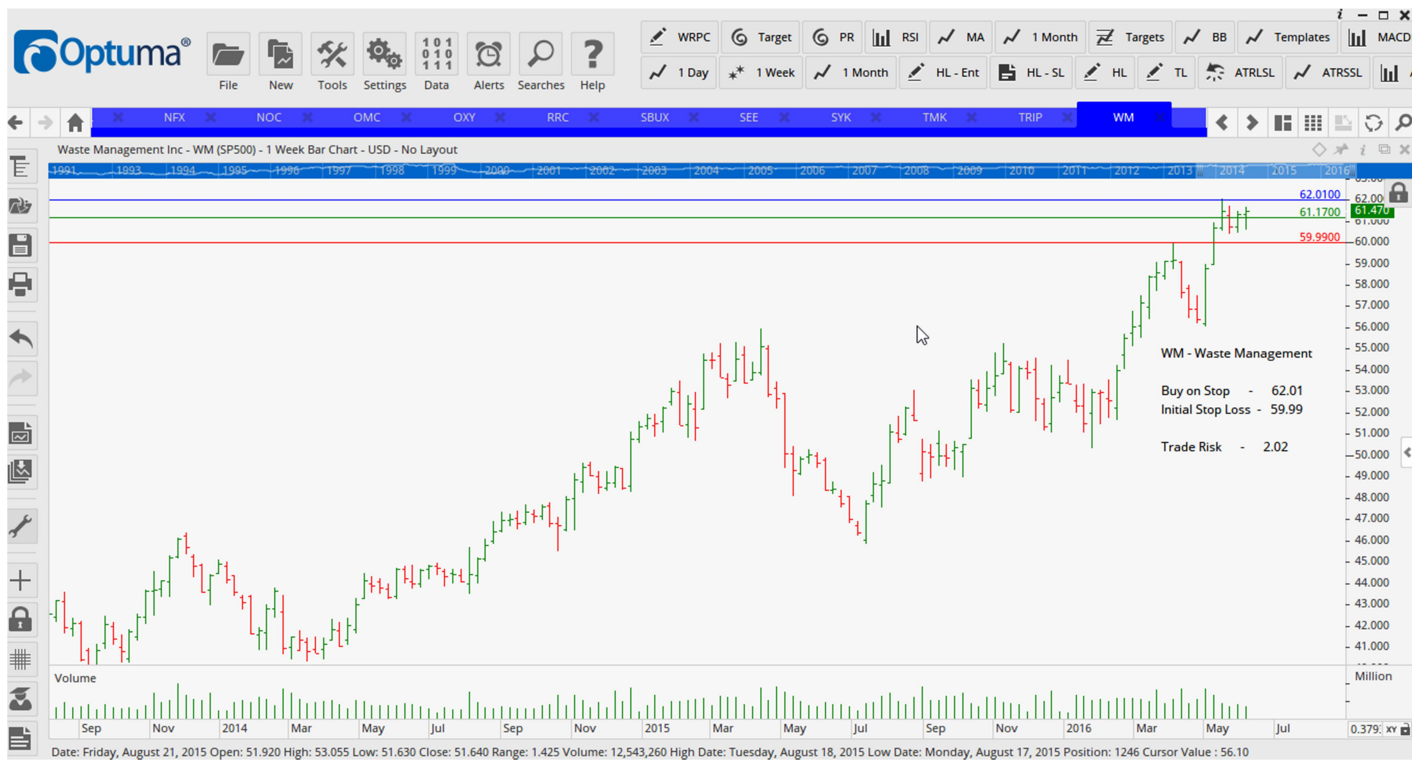 i
Optuma®
WRPC Target PR RSI MA 1 Month Targets BB Templates MACD
1 Day 1 Week 1 Month HL - Ent HL - SL HL TL ATRLSL ATRSSL
101
010
111
File New Tools Settings Data Alerts Searches Help
NFX NOC OMC OXY RRC SBUX SEE SYK TMK TRIP WM
Waste Management Inc - WM (SP500) - 1 Week Bar Chart - USD - No Layout
1991 1993 1994 1995 1996 1997 1998 1999 2000 2001 2002 2003 2004 2005 2006 2007 2008 2009 2010 2011 2012 2013 2014 2015 2016
62.0100
62.00
61.1700
61.470
61.000
59.9900
60.000
59.000
58.000
57.000
56.000
55.000
54.000
53.000
52.000
51.000
50.000
49.000
48.000
47.000
46.000
45.000
44.000
43.000
42.000
41.000
WM - Waste Management
Buy on Stop - 62.01
Initial Stop Loss - 59.99
Trade Risk - 2.02
Volume
Million
Sep Nov 2014 Mar May Jul Sep Nov 2015 Mar May Jul Sep Nov 2016 Mar May Jul
0.379 XY
Date: Friday, August 21, 2015 Open: 51.920 High: 53.055 Low: 51.630 Close: 51.640 Range: 1.425 Volume: 12,543,260 High Date: Tuesday, August 18, 2015 Low Date: Monday, August 17, 2015 Position: 1246 Cursor Value : 56.10